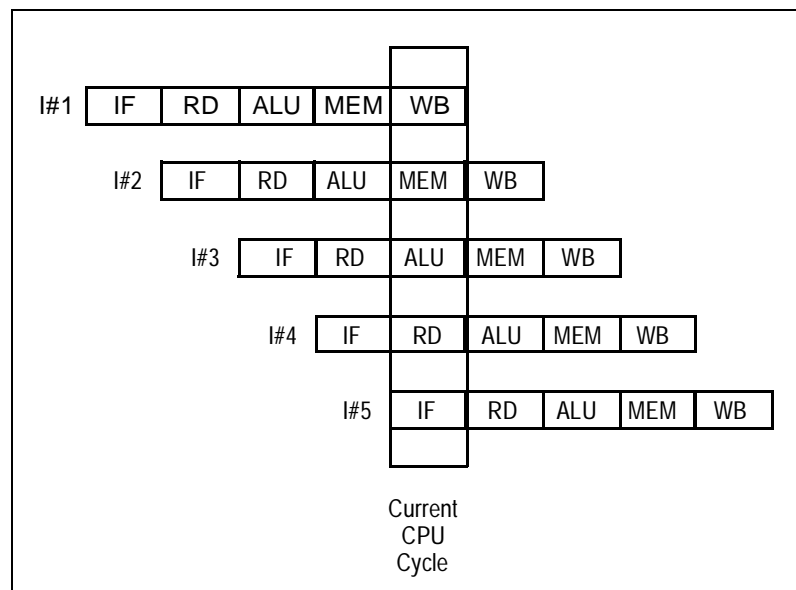 I#1 IF RD ALU MEM WB
I#2 IF RD ALU MEM WB
I#3 IF RD ALU MEM WB
I#4 IF RD ALU MEM WB
I#5 IF RD ALU MEM WB
Current
CPU
Cycle